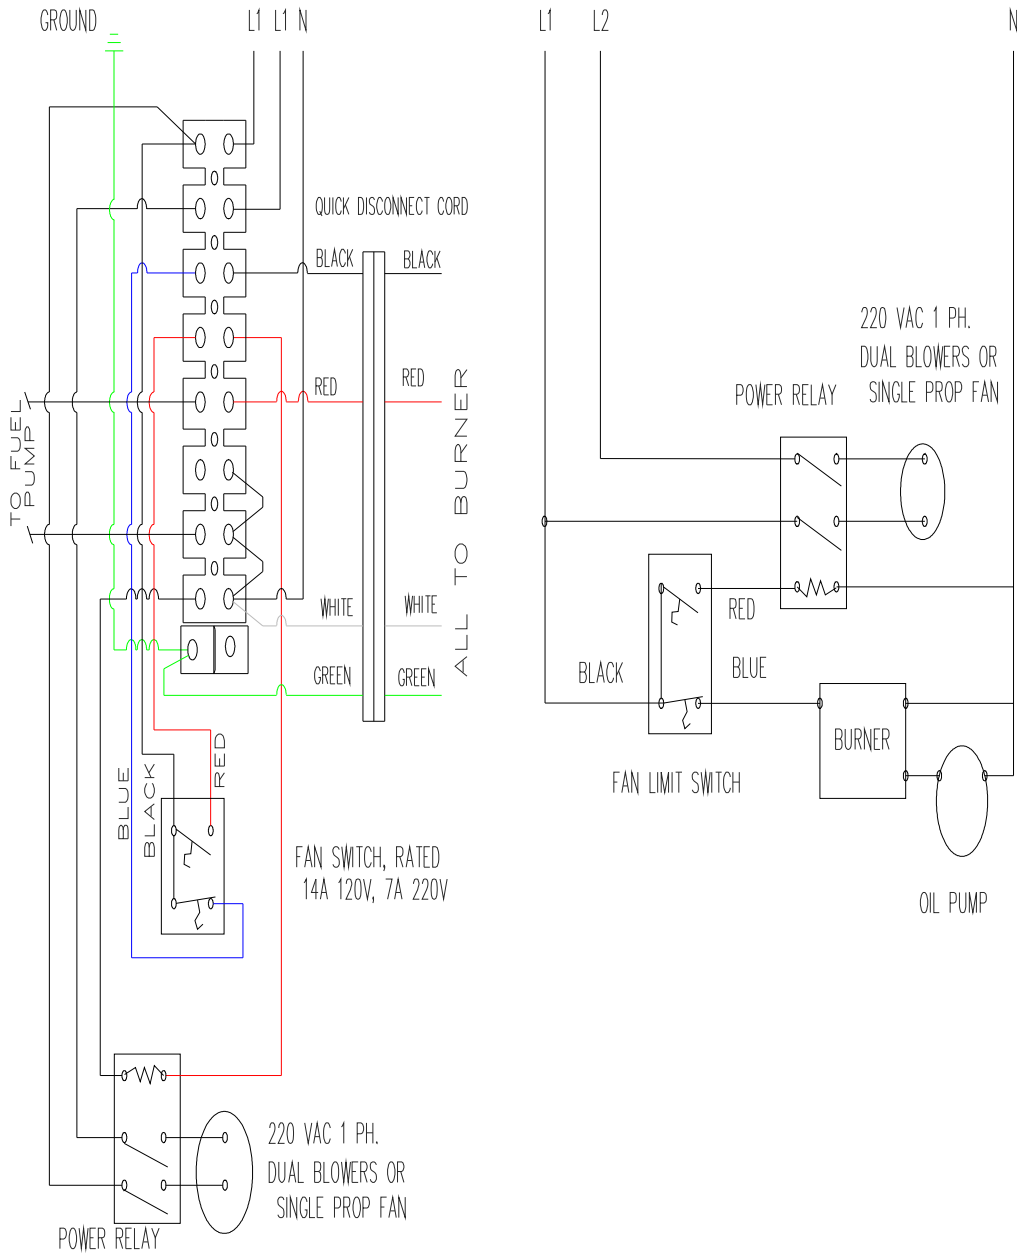 GROUND
L1 L1 N
L1
L2
N
QUICK DISCONNECT CORD
BLACK
BLACK
RED
RED
TO FUEL
PUMP
ALL TO BURNER
WHITE
WHITE
GREEN
GREEN
BLUE
BLACK
RED
FAN SWITCH, RATED
14A 120V, 7A 220V
220 VAC 1 PH.
DUAL BLOWERS OR
SINGLE PROP FAN
POWER RELAY
220 VAC 1 PH.
DUAL BLOWERS OR
SINGLE PROP FAN
POWER RELAY
RED
BLACK
BLUE
BURNER
FAN LIMIT SWITCH
OIL PUMP